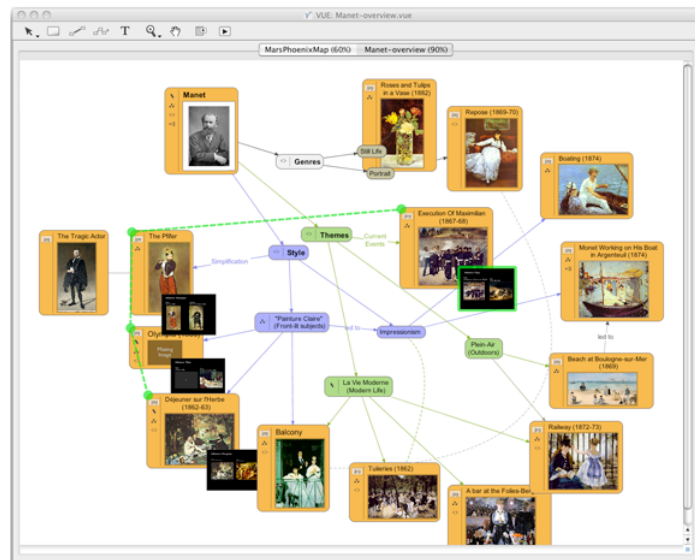 VUE: Manet-overview.vue
MarsPhoenixMap (60%)
Manet-overview (90%)
Manet
Roses and Tulips
in a Vase (1882)
Repose (1869-70)
Genres
Still Life
Portrait
Boating (1874)
Execution Of Maximilian
(1867-68)
The Tragic Actor
The Pfifer
Themes
Current
Events
Style
Simplification
Monet Working on His Boat
in Argenteuil
(1874)
"Painture Claire"
(Front-lit subjects)
led to
Impressionism
Missing
Image
Plein-Air
(Outdoors)
led to
Beach at Boulogne-sur-Mer
(1869)
La Vie Moderne
(Modern Life)
Déjeuner sur l'Herbe
(1862-63)
Balcony
Railway (1872-73)
Tuileries (1862)
A bar at the Folies-Ber